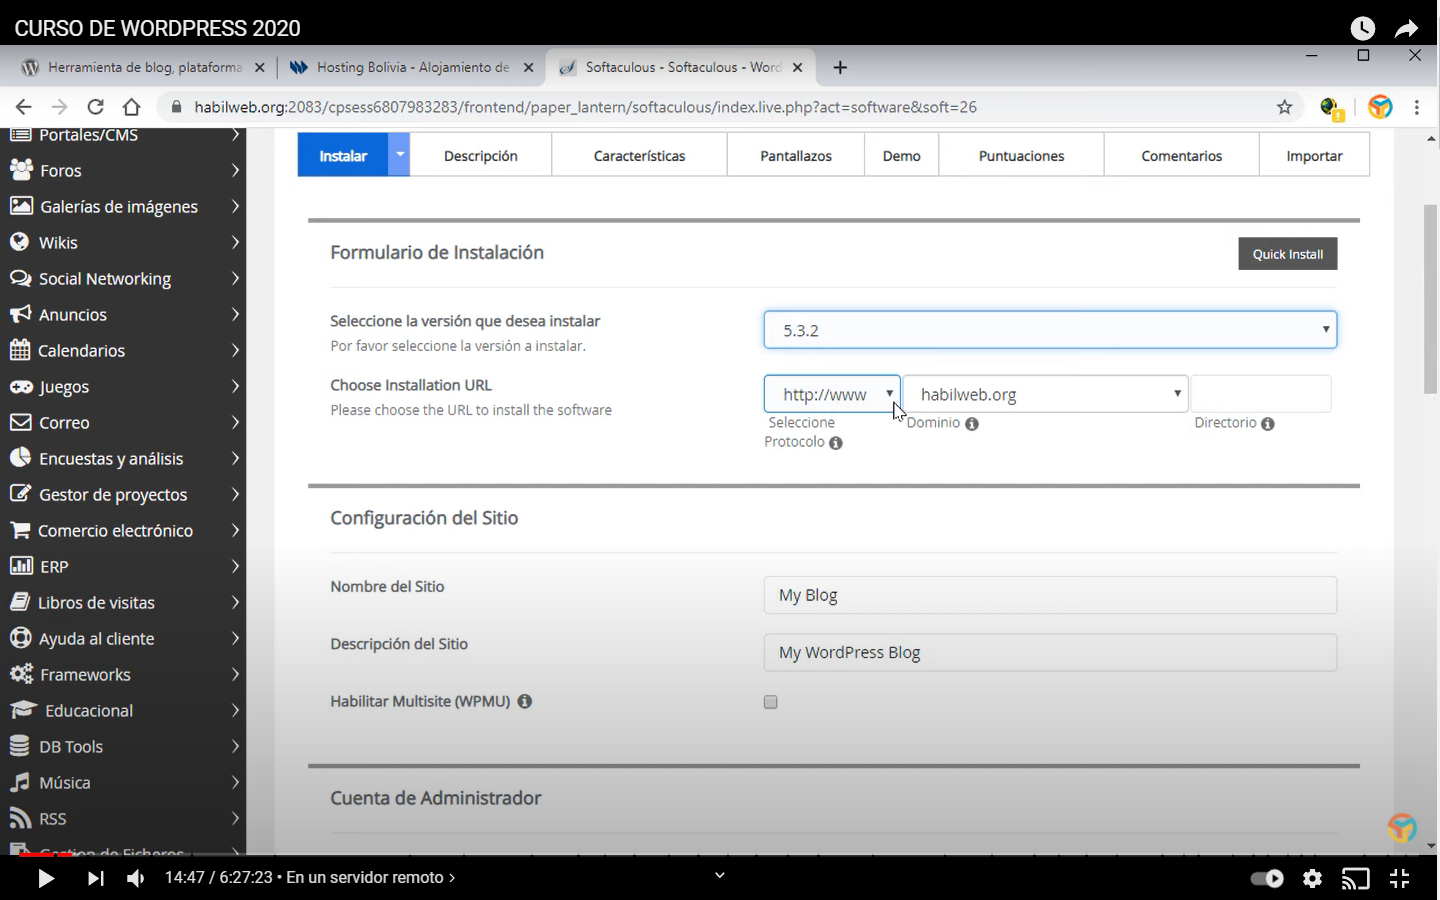 CURSO DE WORDPRESS 2020
Herramienta de blog, plataforma
Hosting Bolivia - Alojamiento de
Softaculous - Softaculous - Word
habilweb.org:2083/cpsess6807983283/frontend/paper_lantern/softaculous/index.live.php?act=software&soft=26
Portales/CMS
Foros
Galerías de imágenes
Wikis
Social Networking
Anuncios
Calendarios
Juegos
Correo
Encuestas y análisis
Gestor de proyectos
Comercio electrónico
ERP
Libros de visitas
Ayuda al cliente
Frameworks
Educacional
DB Tools
Música
RSS
Gestion de Ficheros
Instalar
Descripción
Características
Pantallazos
Demo
Puntuaciones
Comentarios
Importar
Formulario de Instalación
Quick Install
Seleccione la versión que desea instalar
Por favor seleccione la versión a instalar.
5.3.2
Choose Installation URL
Please choose the URL to install the software
http://www
habilweb.org
Seleccione
Protocolo
Dominio
Directorio
Configuración del Sitio
Nombre del Sitio
My Blog
Descripción del Sitio
My WordPress Blog
Habilitar Multisite (WPMU)
Cuenta de Administrador
14:47 / 6:27:23 • En un servidor remoto >